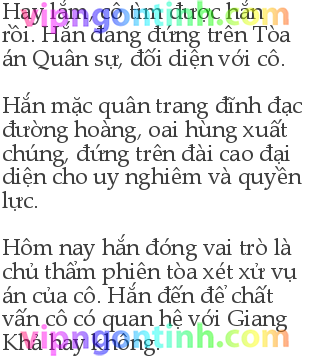 Hay lắm, cô tìm được hắn
vipngontinh.com
rồi. Hắn đang đứng trên Tòa
án Quân sự, đối diện với cô.
Hắn mặc quân trang đĩnh đạc
đường hoàng, oai hùng xuất
chúng, đứng trên đài cao đại
diện cho uy nghiêm và quyền
lực.
Hôm nay hắn đóng vai trò là
chủ thẩm phiên tòa xét xử vụ
án của cô. Hắn đến để chất
vấn cô có quan hệ với Giang
Khả hay không.
vipngontinh.com